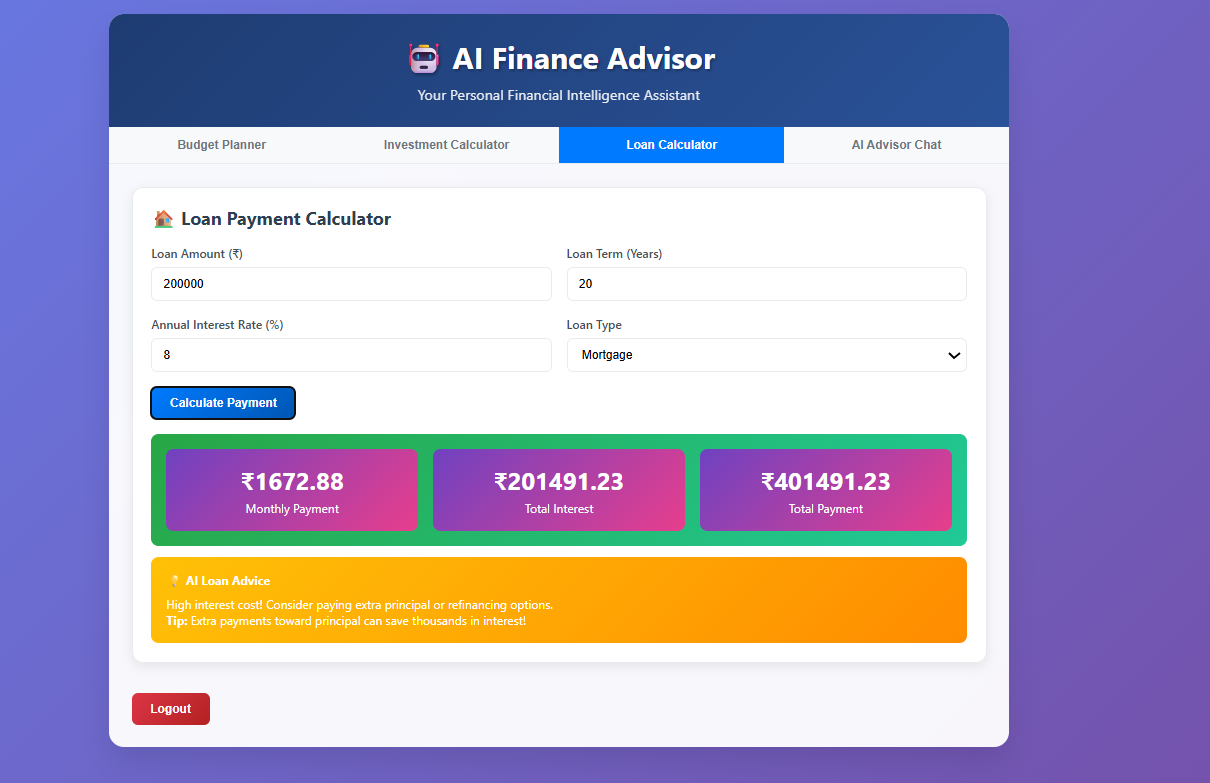 AI Finance Advisor
Your Personal Financial Intelligence Assistant
Budget Planner
Investment Calculator
Loan Calculator
AI Advisor Chat
Loan Payment Calculator
Loan Amount (₹)
Loan Term (Years)
200000
20
Annual Interest Rate (%)
Loan Type
8
Mortgage
Calculate Payment
₹1672.88
Monthly Payment
₹201491.23
Total Interest
₹401491.23
Total Payment
AI Loan Advice
High interest cost! Consider paying extra principal or refinancing options.
Tip: Extra payments toward principal can save thousands in interest!
Logout